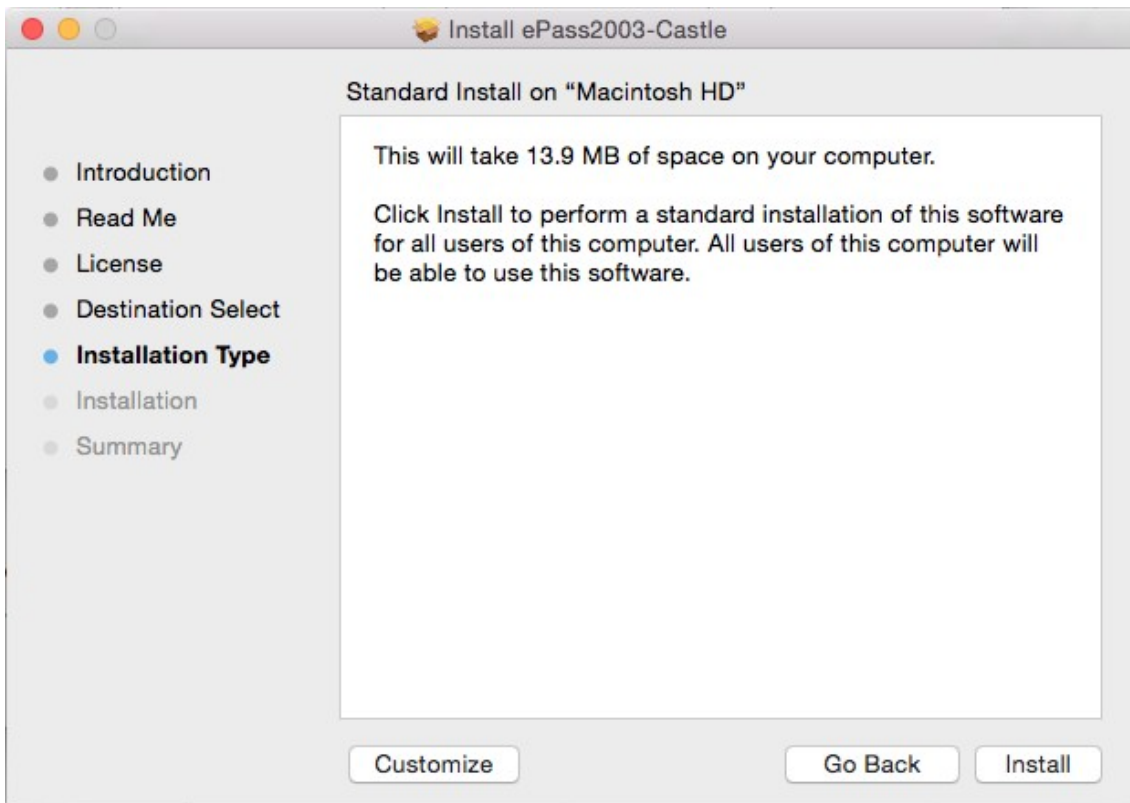 Install ePass2003-Castle
Standard Install on “Macintosh HD”
Introduction
Read Me
License
Destination Select
Installation Type
Installation
Summary
This will take 13.9 MB of space on your computer.
Click Install to perform a standard installation of this software
for all users of this computer. All users of this computer will
be able to use this software.
Customize
Go Back
Install